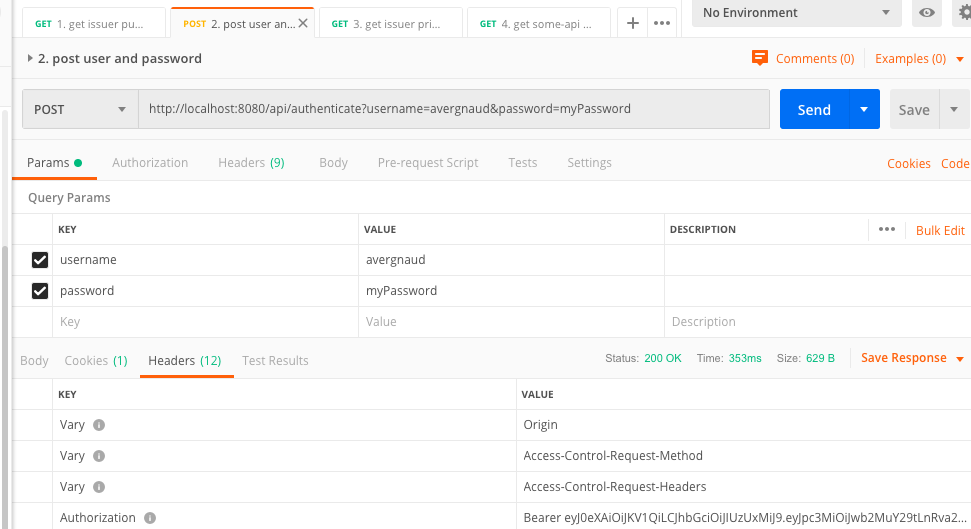 GET 1. get issuer pu...
POST 2. post user an...
GET 3. get issuer pri...
GET 4. get some-api ...
No Environment
2. post user and password
Comments (0)
Examples (0)
POST
http://localhost:8080/api/authenticate?username=avergnaud&password=myPassword
Send
Save
Params
Authorization
Headers (9)
Body
Pre-request Script
Tests
Settings
Cookies
Code
Query Params
KEY VALUE DESCRIPTION
Bulk Edit
username avergnaud
password myPassword
Key Value Description
Body
Cookies (1)
Headers (12)
Test Results
Status: 200 OK
Time: 353ms
Size: 629 B
Save Response
KEY VALUE
Vary Origin
Vary Access-Control-Request-Method
Vary Access-Control-Request-Headers
Authorization Bearer eyJ0eXAiOiJKV1QiLCJhbGciOiJIUzUxMiJ9.eyJpc3MiOiJwb2MuY29tLnRva2...